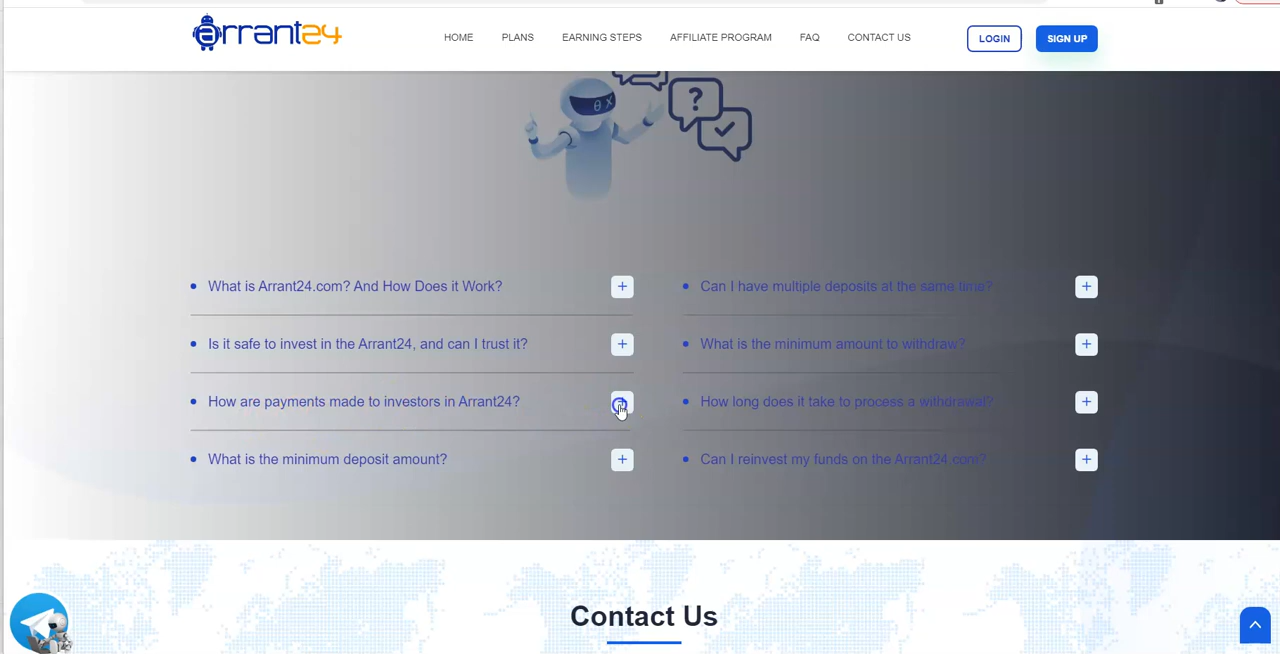 arrant24
HOME PLANS EARNING STEPS AFFILIATE PROGRAM FAQ CONTACT US LOGIN SIGN UP
?
What is Arrant24.com? And How Does it Work? +
Is it safe to invest in the Arrant24, and can I trust it? +
How are payments made to investors in Arrant24?
What is the minimum deposit amount? +
Can I have multiple deposits at the same time? +
What is the minimum amount to withdraw? +
How long does it take to process a withdrawal? +
Can I reinvest my funds on the Arrant24.com? +
Contact Us